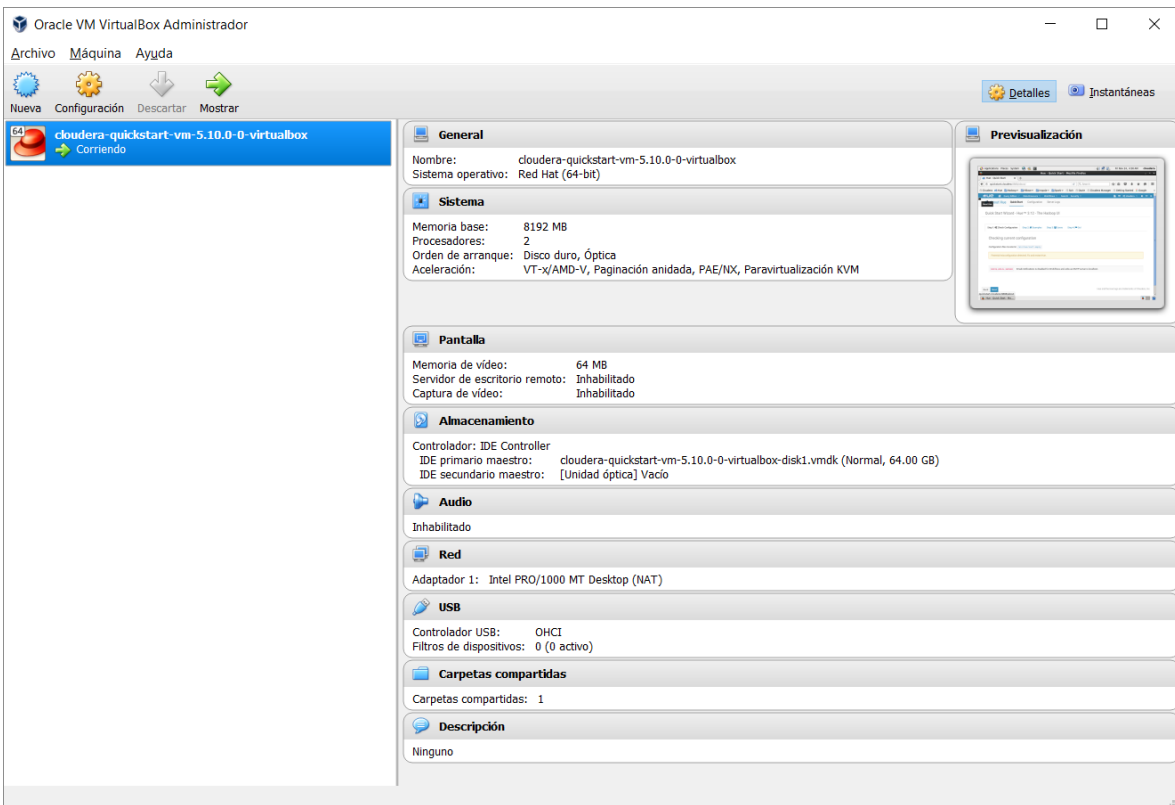 Oracle VM VirtualBox Administrador
Archivo Máquina Ayuda
Nueva Configuración Descartar Mostrar
Detalles Instantáneas
64
cloudera-quickstart-vm-5.10.0-0-virtualbox
Corriendo
General
Nombre: cloudera-quickstart-vm-5.10.0-0-virtualbox
Sistema operativo: Red Hat (64-bit)
Previsualización
Sistema
Memoria base: 8192 MB
Procesadores: 2
Orden de arranque: Disco duro, Óptica
Aceleración: VT-x/AMD-V, Paginación anidada, PAE/NX, Paravirtualización KVM
Pantalla
Memoria de vídeo: 64 MB
Servidor de escritorio remoto: Inhabilitado
Captura de vídeo: Inhabilitado
Almacenamiento
Controlador: IDE Controller
IDE primario maestro: cloudera-quickstart-vm-5.10.0-0-virtualbox-disk1.vmdk (Normal, 64.00 GB)
IDE secundario maestro: [Unidad óptica] Vacío
Audio
Inhabilitado
Red
Adaptador 1: Intel PRO/1000 MT Desktop (NAT)
USB
Controlador USB: OHCI
Filtros de dispositivos: 0 (0 activo)
Carpetas compartidas
Carpetas compartidas: 1
Descripción
Ninguno